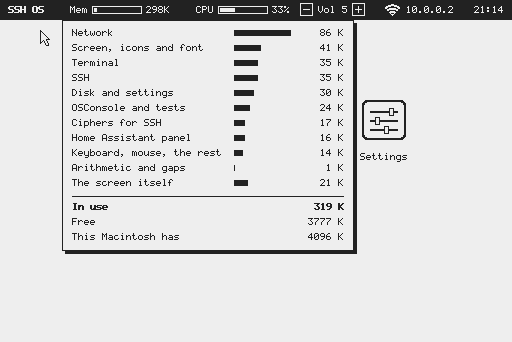 SSH OS Mem 298K CPU 33% Vol 5 10.0.0.2 21:14
Network 86 K
Screen, icons and font 41 K
Terminal 35 K
SSH 35 K
Disk and settings 30 K
OSConsole and tests 24 K
Ciphers for SSH 17 K
Home Assistant panel 16 K
Keyboard, mouse, the rest 14 K
Arithmetic and gaps 1 K
The screen itself 21 K
In use 319 K
Free 3777 K
This Macintosh has 4096 K
Settings